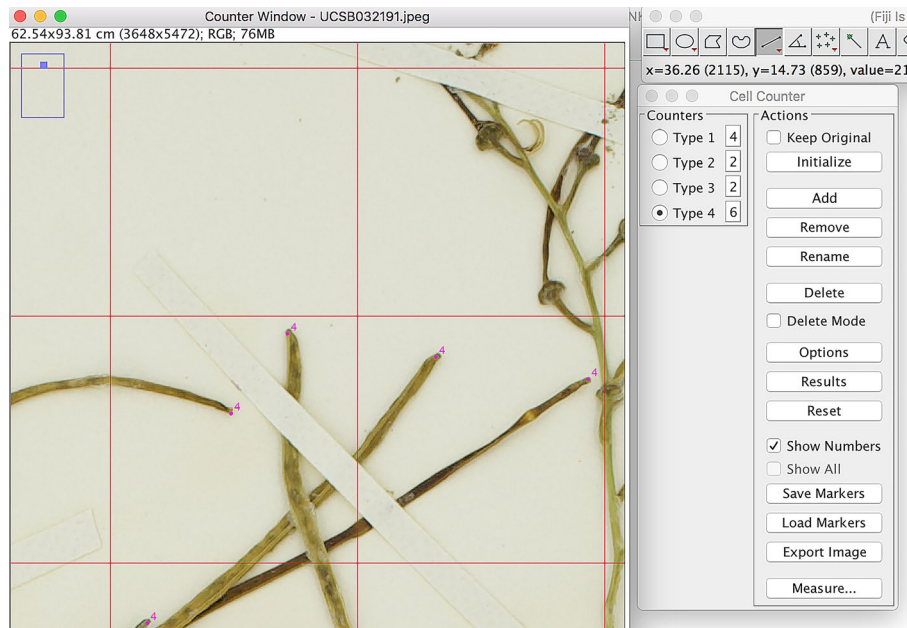 Counter Window - UCSB032191.jpeg
62.54x93.81 cm (3648x5472); RGB; 76MB
4
4
4
4
4
(Fiji Is
A
x=36.26 (2115), y=14.73 (859), value=21
Cell Counter
Counters
Type 1 4
Type 2 2
Type 3 2
Type 4 6
Actions
Keep Original
Initialize
Add
Remove
Rename
Delete
Delete Mode
Options
Results
Reset
Show Numbers
Show All
Save Markers
Load Markers
Export Image
Measure...